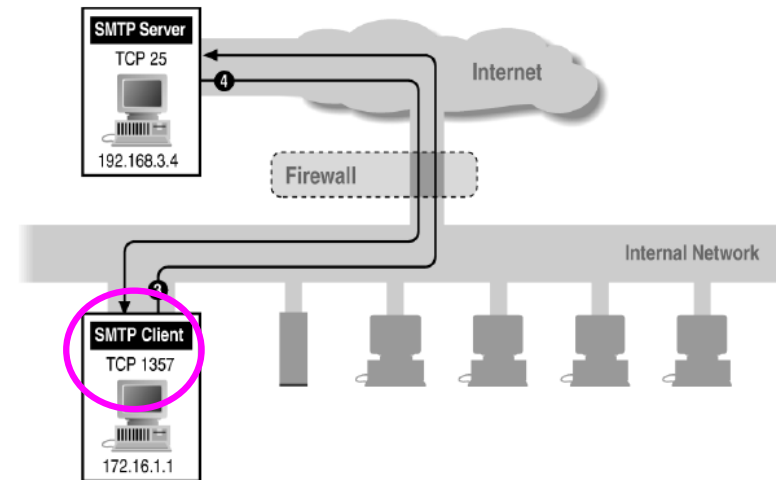 SMTP Server
TCP 25
192.168.3.4
4
Internet
Firewall
Internal Network
3
SMTP Client
TCP 1357
172.16.1.1